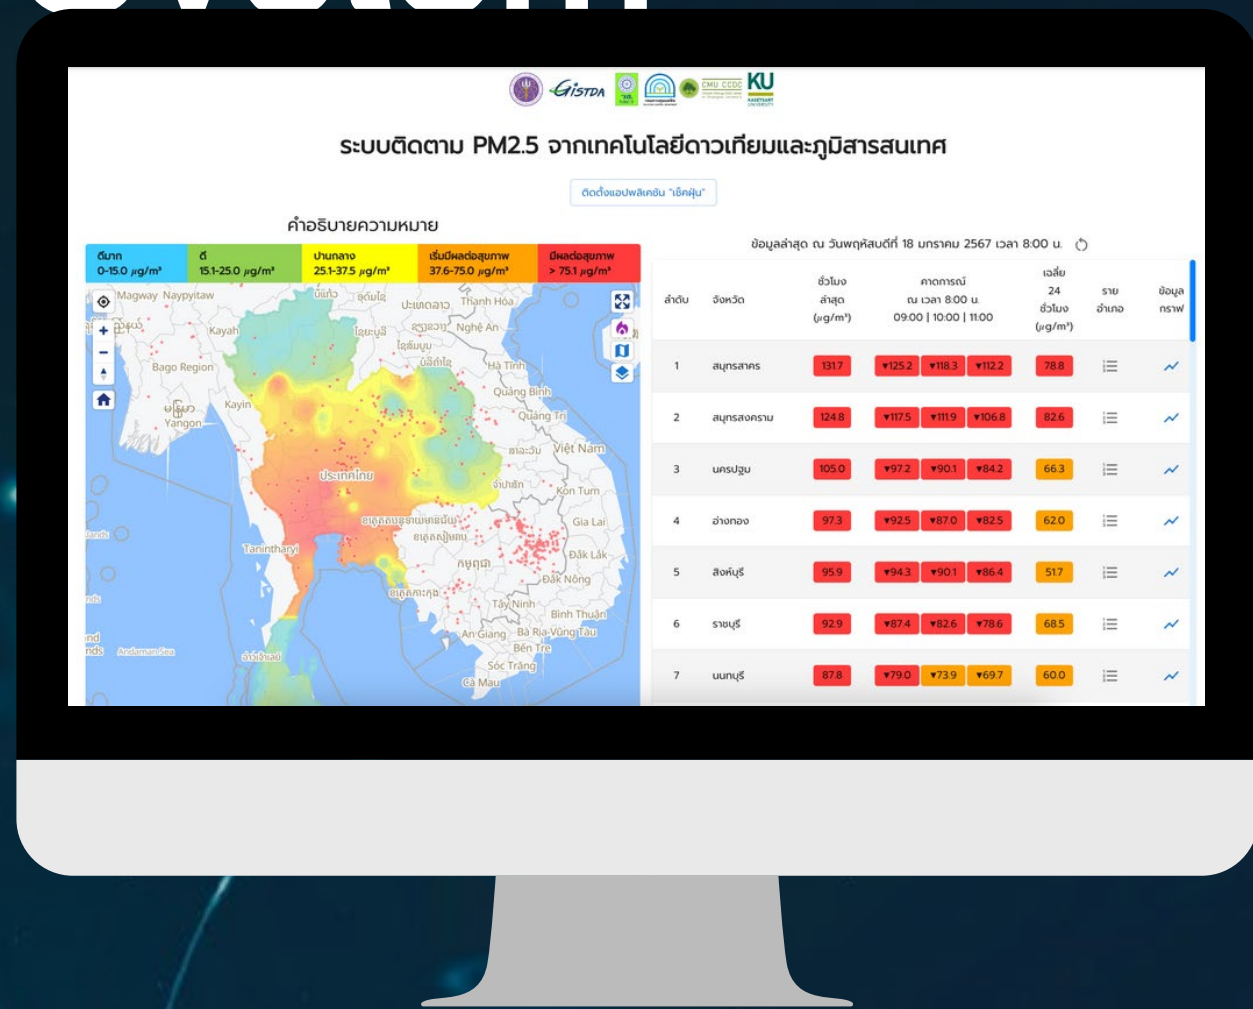 GISTDA
CMU CCDC
KU
KASETSART
UNIVERSITY
ระบบติดตาม PM2.5 จากเทคโนโลยีดาวเทียมและภูมิสารสนเทศ
ติดตั้งแอปพลิเคชัน "เช็คฝุ่น"
คำอธิบายความหมาย
ดีมาก
0-15.0 μg/m³
ดี
15.1-25.0 μg/m³
ปานกลาง
25.1-37.5 μg/m³
เริ่มมีผลต่อสุขภาพ
37.6-75.0 μg/m³
มีผลต่อสุขภาพ
> 75.1 μg/m³
Magway Naypyitaw
Thanh Hóa
Kayah
Nghệ An
Bago Region
Hà Tĩnh
Quảng Bình
Kayin
Yangon
Quảng Trị
Việt Nam
ประเทศไทย
Kon Tum
Gia Lai
Tanintharyi
Đắk Lắk
កម្ពុជា
Đắk Nông
Tây Ninh
Bình Thuận
An Giang
Bà Rịa-Vũng Tàu
Bến Tre
Andaman Sea
อ่าวไทย
Sóc Trăng
Cà Mau
ข้อมูลล่าสุด ณ วันพฤหัสบดีที่ 18 มกราคม 2567 เวลา 8:00 น.
ลำดับ จังหวัด ชั่วโมงล่าสุด (μg/m³) คาดการณ์ ณ เวลา 8:00 น. 09:00 | 10:00 | 11:00 เฉลี่ย 24 ชั่วโมง (μg/m³) รายอำเภอ ข้อมูลกราฟ
1 สมุทรสาคร 131.7 ▼125.2 ▼118.3 ▼112.2 78.8
2 สมุทรสงคราม 124.8 ▼117.5 ▼111.9 ▼106.8 82.6
3 นครปฐม 105.0 ▼97.2 ▼90.1 ▼84.2 66.3
4 อ่างทอง 97.3 ▼92.5 ▼87.0 ▼82.5 62.0
5 สิงห์บุรี 95.9 ▼94.3 ▼90.1 ▼86.4 51.7
6 ราชบุรี 92.9 ▼87.4 ▼82.6 ▼78.6 68.5
7 นนทบุรี 87.8 ▼79.0 ▼73.9 ▼69.7 60.0